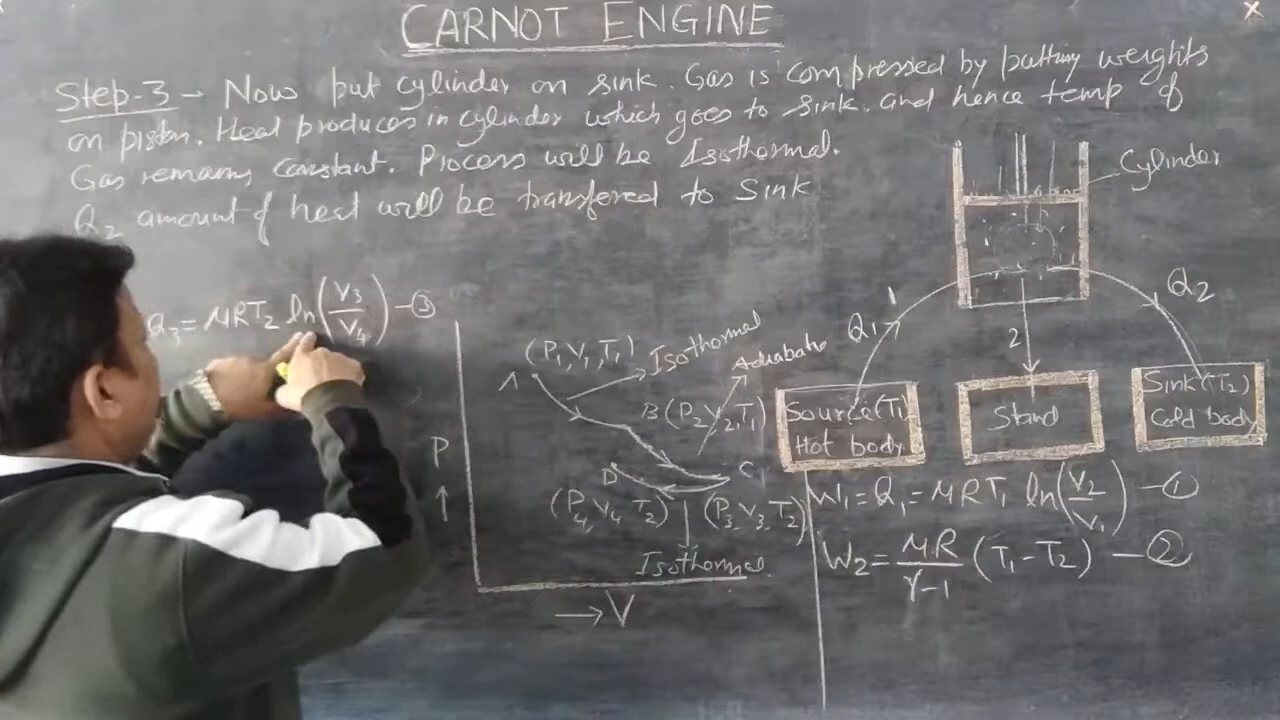 CARNOT ENGINE
Step-3 - Now put cylinder on sink. Gas is compressed by putting weights
on piston. Heat produces in cylinder which goes to sink. and hence temp of
Gas remains constant. Process will be Isothermal.
Q₂ amount of heat will be transfered to Sink
Q₃ = μRT₂ ln(V₃/V₄) - ③
P
A (P₁ V₁ T₁)
Isothermal
Adiabatic
B (P₂ V₂, T₁)
D
C
(P₄, V₄ T₂)
(P₃ V₃ T₂)
Isothermal
→ V
Cylinder
Q₁
2
Q₂
Source (T₁)
Hot body
Stand
Sink (T₂)
Cold body
W₁ = Q₁ = μRT₁ ln(V₂/V₁) - ①
W₂ = μR/γ-1 (T₁ - T₂) - ②